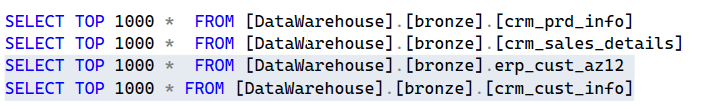 SELECT TOP 1000 *  FROM [DataWarehouse].[bronze].[crm_prd_info]
SELECT TOP 1000 *  FROM [DataWarehouse].[bronze].[crm_sales_details]
SELECT TOP 1000 *  FROM [DataWarehouse].[bronze].erp_cust_az12
SELECT TOP 1000 * FROM [DataWarehouse].[bronze].[crm_cust_info]